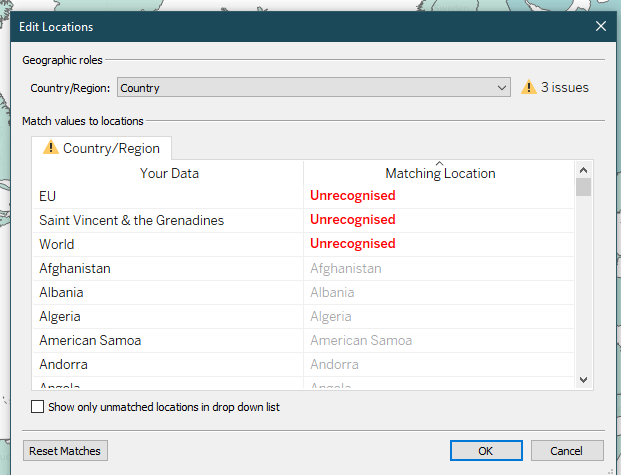 Edit Locations
Geographic roles
Country/Region: Country 3 issues
Match values to locations
Country/Region
Your Data Matching Location
EU Unrecognised
Saint Vincent & the Grenadines Unrecognised
World Unrecognised
Afghanistan Afghanistan
Albania Albania
Algeria Algeria
American Samoa American Samoa
Andorra Andorra
Angola Angola
Show only unmatched locations in drop down list
Reset Matches OK Cancel